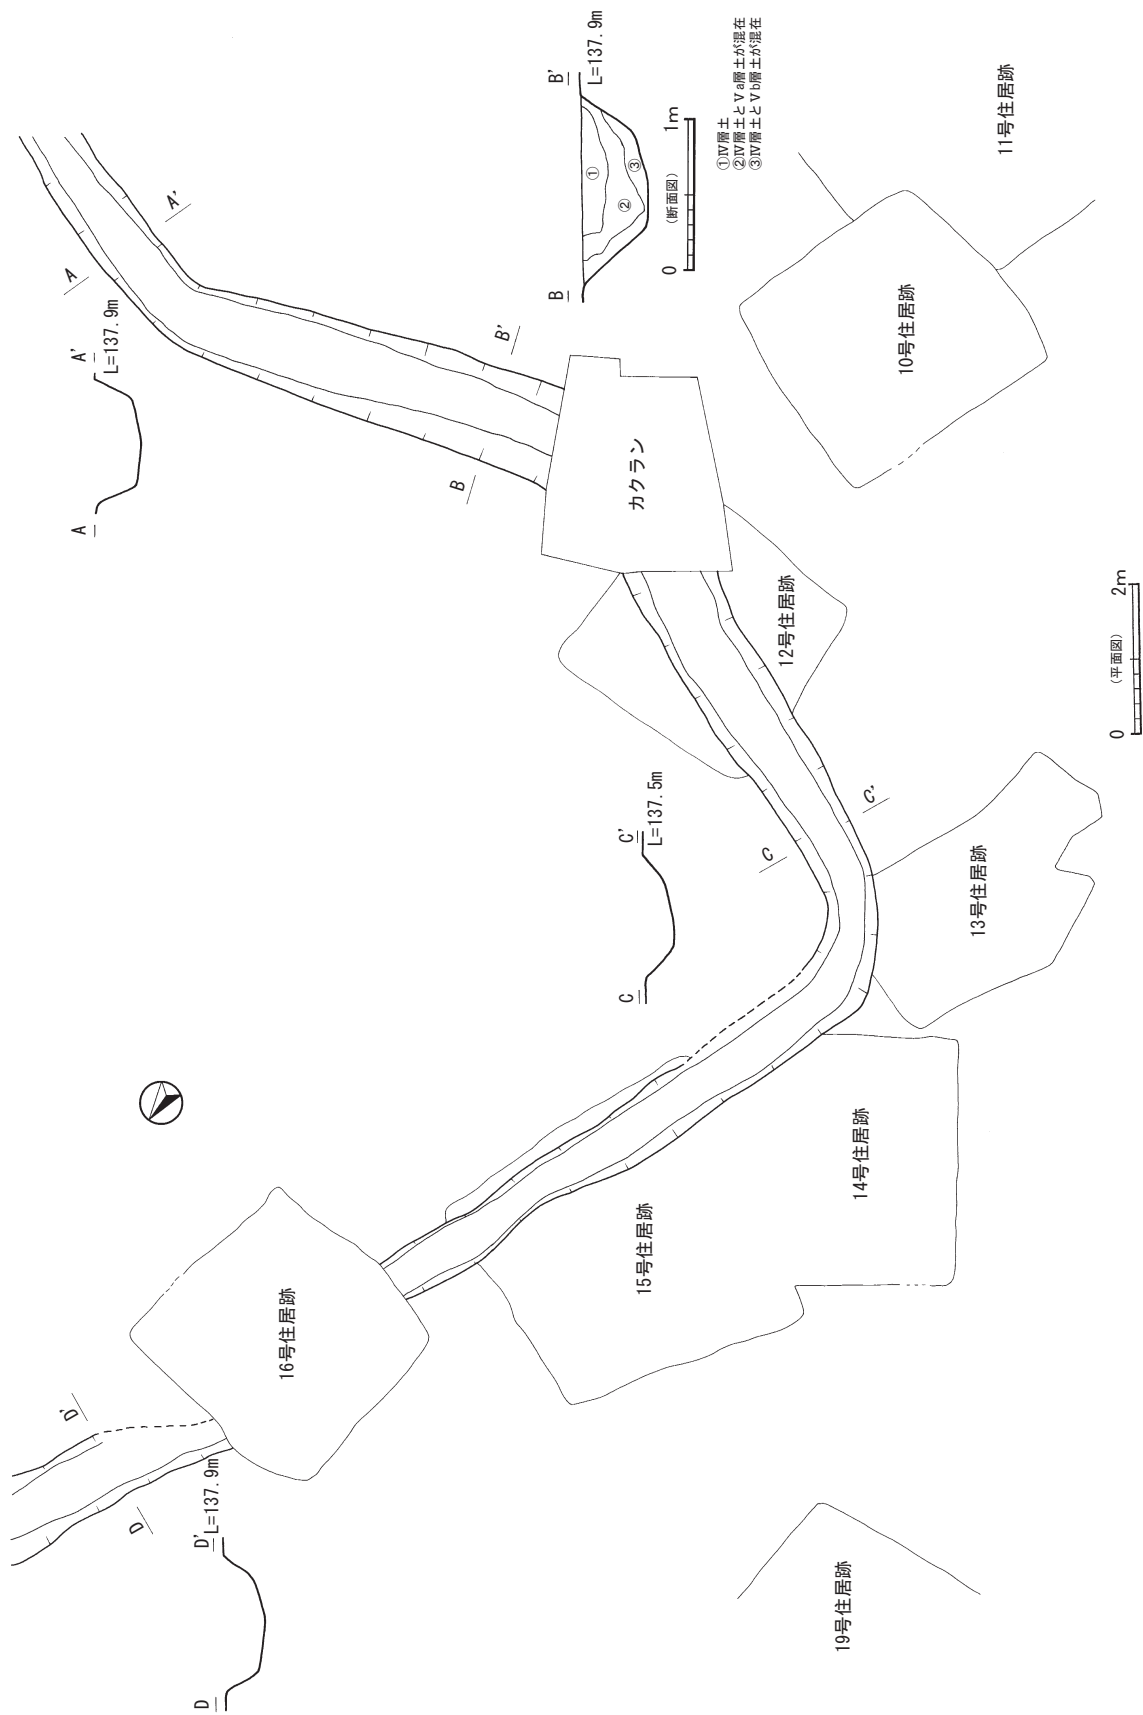 A
A'
A
A'
L=137.9m
B
B'
B
B'
L=137.9m
①
②
③
0
(断面図)
1m
①Ⅳ層土
②Ⅳ層土とⅤa層土が混在
③Ⅳ層土とⅤb層土が混在
11号住居跡
10号住居跡
カクラン
12号住居跡
C
C'
L=137.5m
C
C'
13号住居跡
0
(平面図)
2m
14号住居跡
15号住居跡
16号住居跡
D
D'
D
D'
L=137.9m
19号住居跡